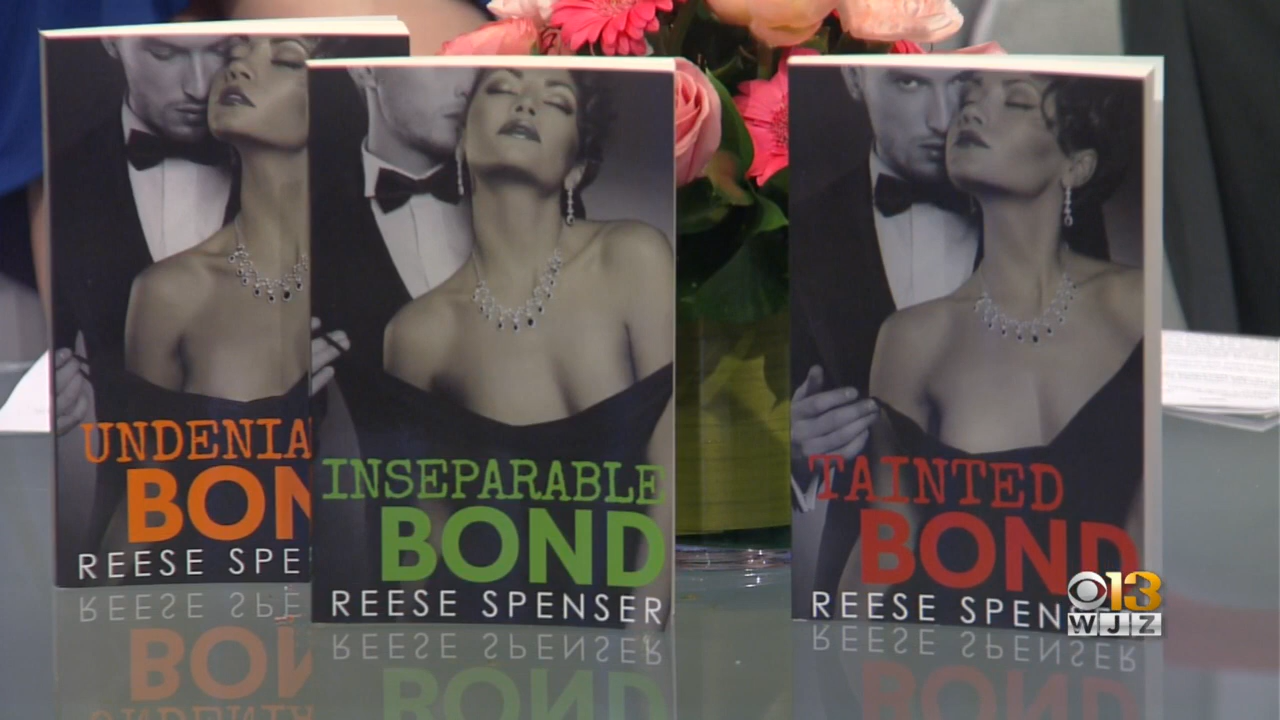 UNDENIA
BON
REESE SPE
INSEPARABLE
BOND
REESE SPENSER
TAINTED
BOND
REESE SPEN
13
WJZ